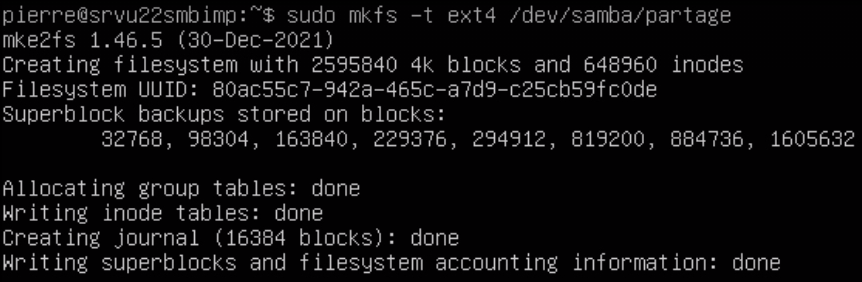 pierre@srvu22smbimp:~$ sudo mkfs -t ext4 /dev/samba/partage
mke2fs 1.46.5 (30-Dec-2021)
Creating filesystem with 2595840 4k blocks and 648960 inodes
Filesystem UUID: 80ac55c7-942a-465c-a7d9-c25cb59fc0de
Superblock backups stored on blocks:
        32768, 98304, 163840, 229376, 294912, 819200, 884736, 1605632

Allocating group tables: done
Writing inode tables: done
Creating journal (16384 blocks): done
Writing superblocks and filesystem accounting information: done